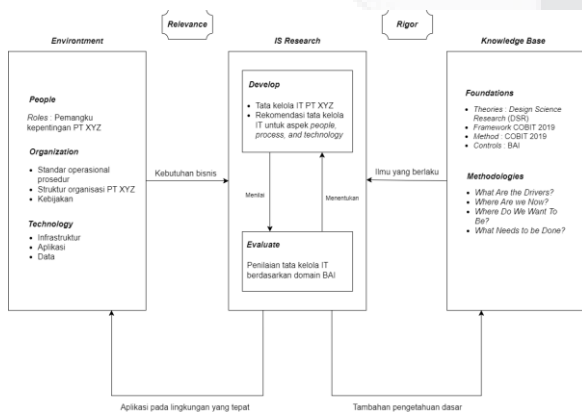 Relevance
Rigor
Environtment
IS Research
Knowledge Base
People
Roles : Pemangku
kepentingan PT XYZ
Organization
• Standar operasional
prosedur
• Struktur organisasi PT XYZ
• Kebijakan
Technology
• Infrastruktur
• Aplikasi
• Data
Kebutuhan bisnis
Develop
• Tata kelola IT PT XYZ
• Rekomendasi tata kelola
IT untuk aspek people,
process, and technology
Menilai
Menentukan
Evaluate
Penilaian tata kelola IT
berdasarkan domain BAI
Ilmu yang berlaku
Foundations
• Theories : Design Science
Research (DSR)
• Framework COBIT 2019
• Method : COBIT 2019
• Controls : BAI
Methodologies
• What Are the Drivers?
• Where Are we Now?
• Where Do We Want To
Be?
• What Needs to be Done?
Aplikasi pada lingkungan yang tepat
Tambahan pengetahuan dasar